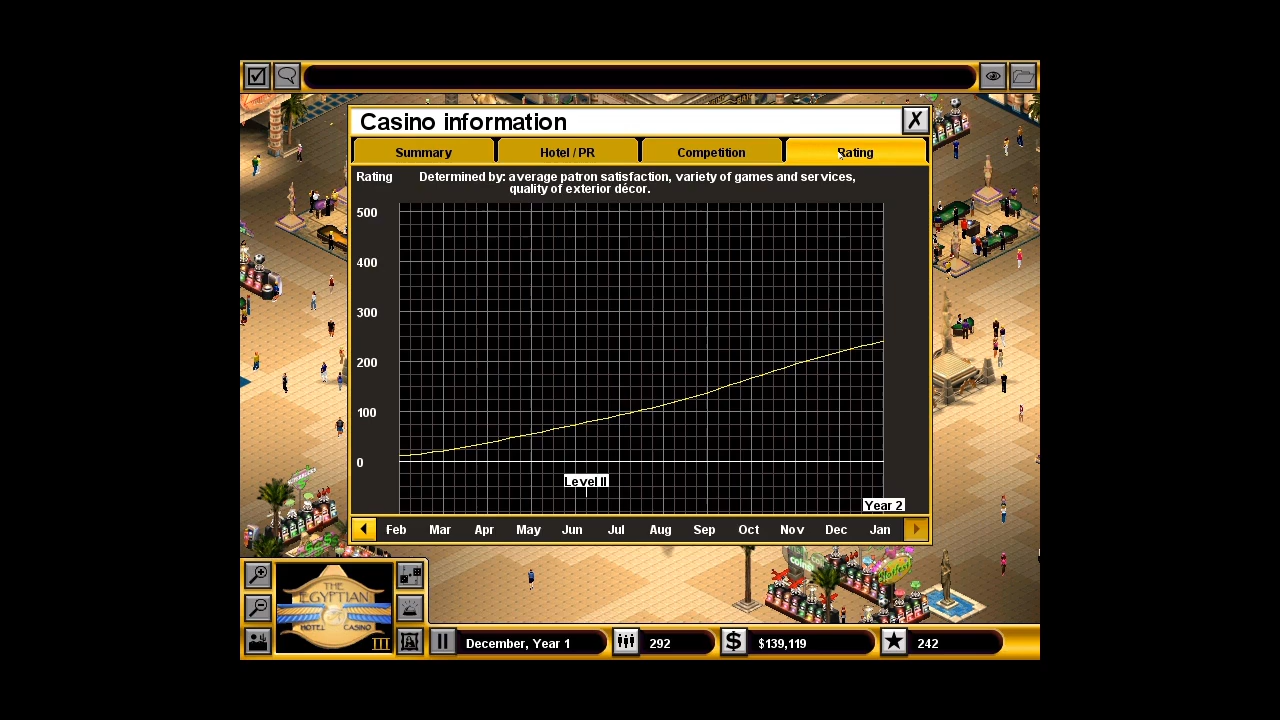 Casino information
Summary
Hotel / PR
Competition
Rating
Rating
Determined by: average patron satisfaction, variety of games and services,
quality of exterior décor.
500
400
300
200
100
0
Level II
Year 2
Feb Mar Apr May Jun Jul Aug Sep Oct Nov Dec Jan
THE
EGYPTIAN
HOTEL CASINO
III
December, Year 1
292
$
$139,119
242